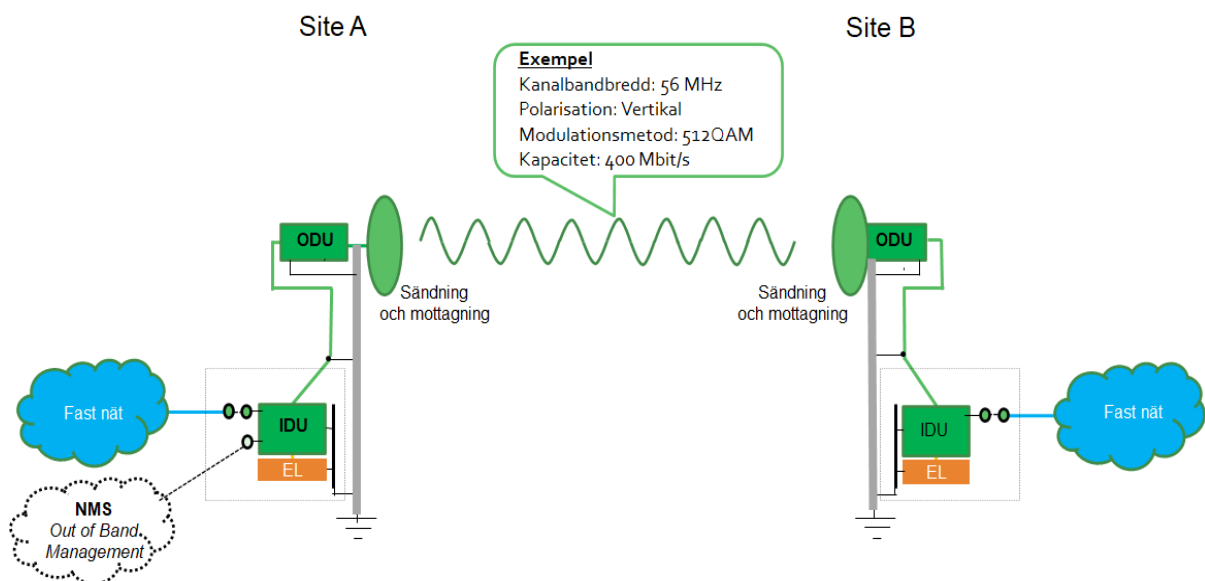 Site A
Site B
Exempel
Kanalbandbredd: 56 MHz
Polarisation: Vertikal
Modulationsmetod: 512QAM
Kapacitet: 400 Mbit/s
ODU
ODU
Sändning
och mottagning
Sändning
och mottagning
Fast nät
IDU
EL
NMS
Out of Band.
Management
IDU
EL
Fast nät